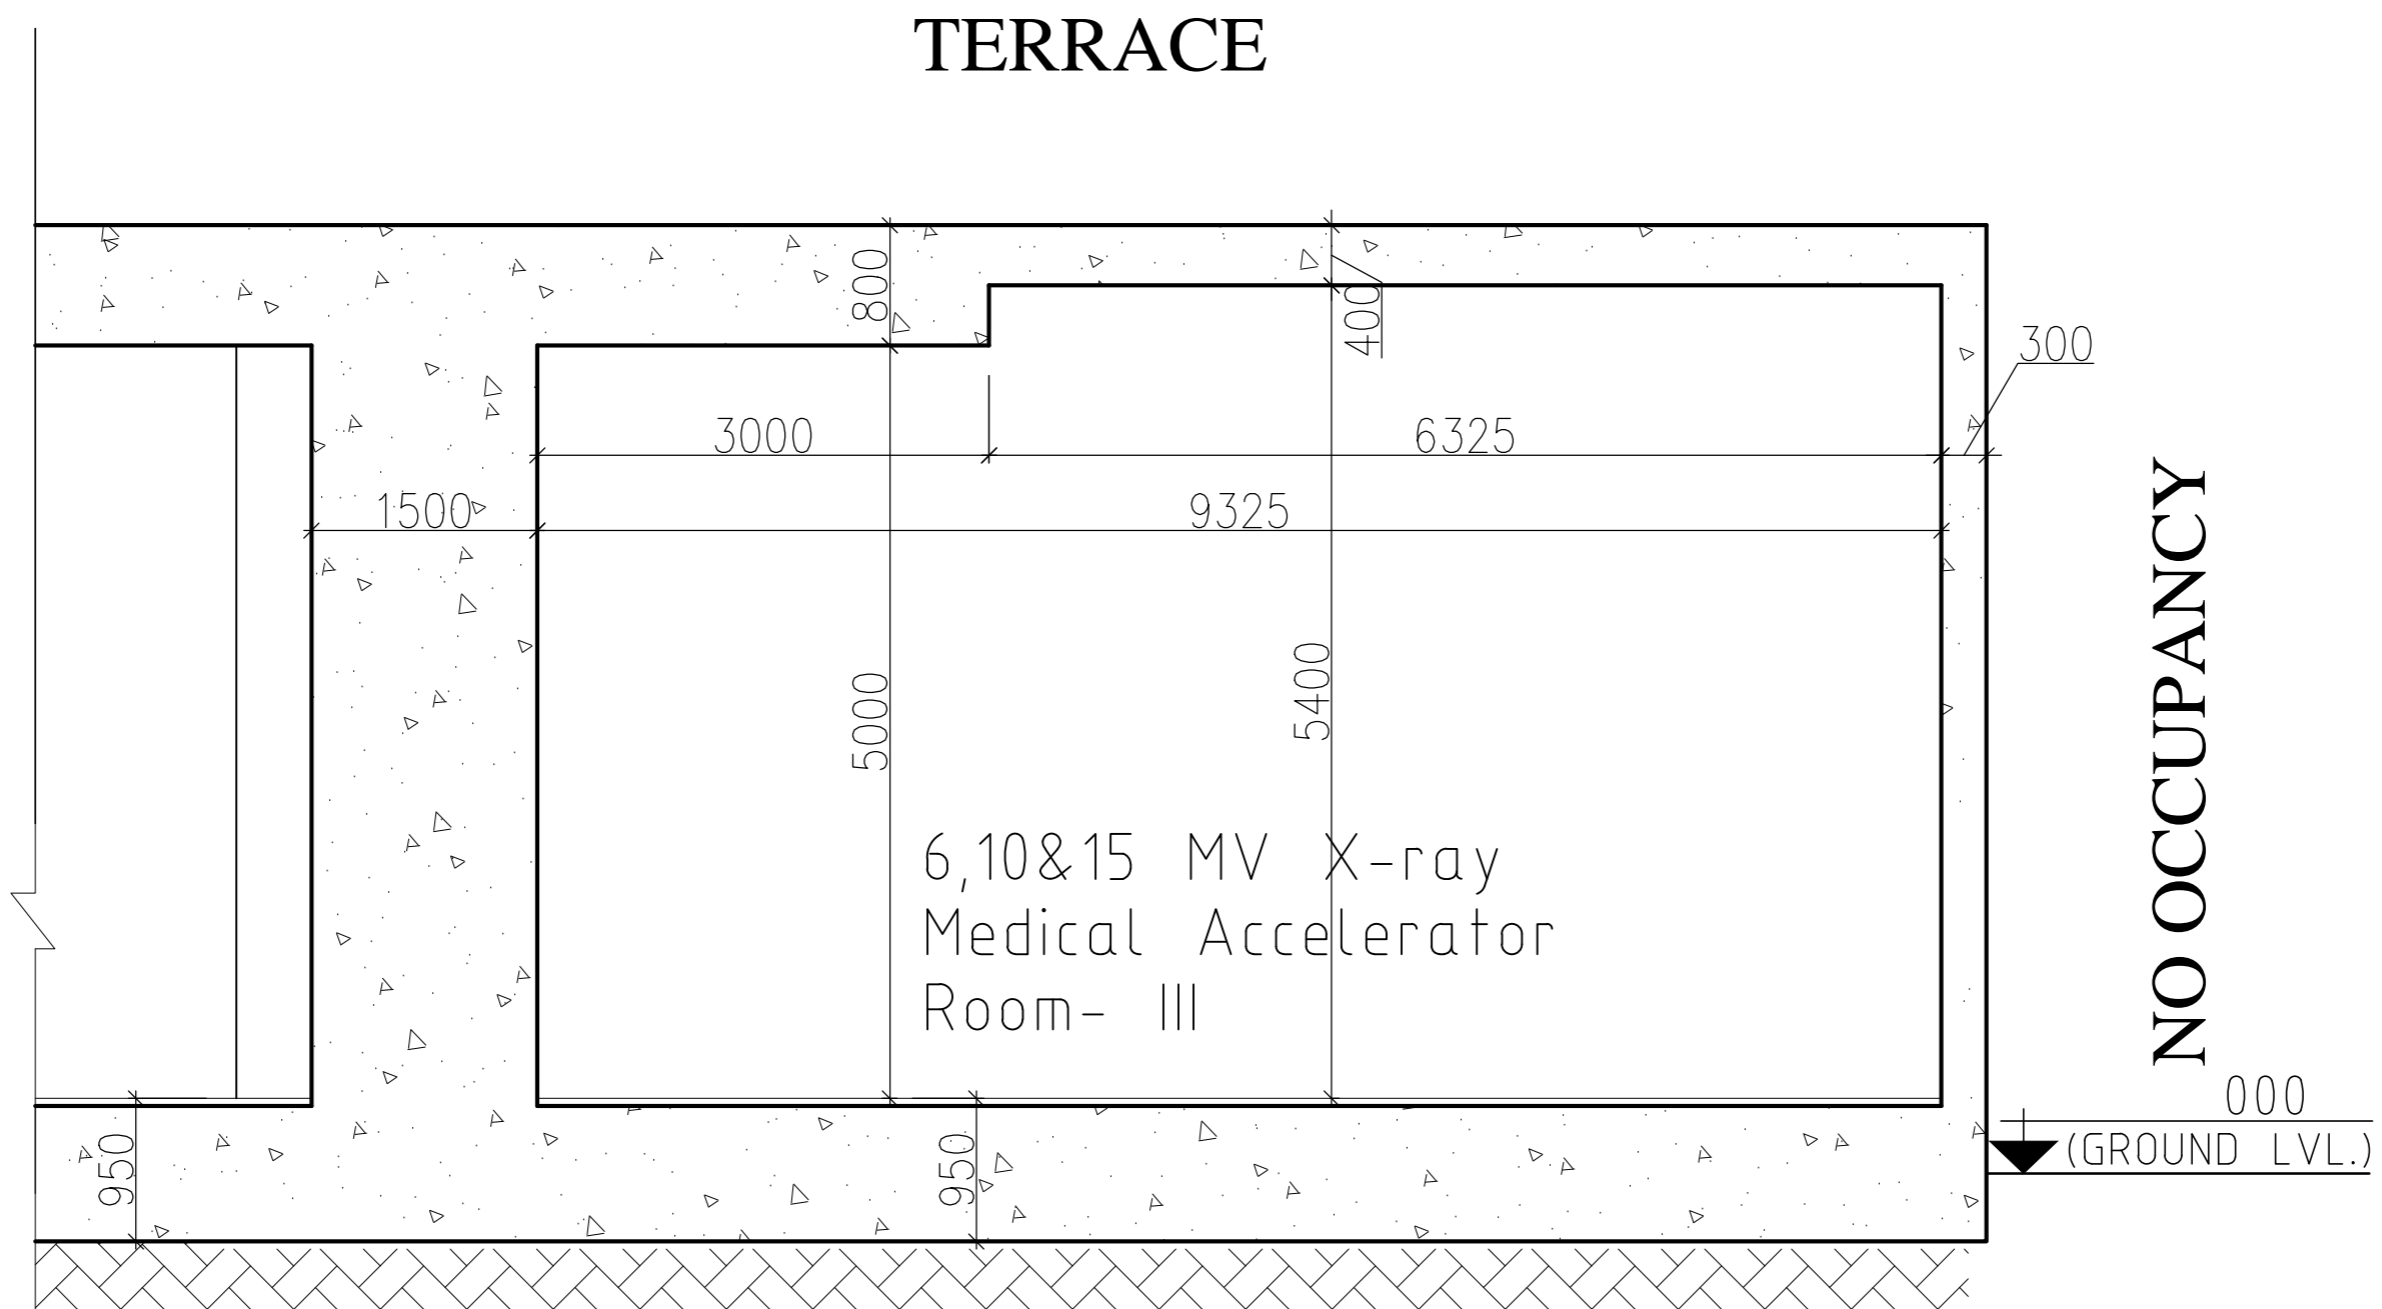 TERRACE
800
400
300
3000
6325
1500
9325
5000
5400
6,10&15 MV X-ray
Medical Accelerator
Room- III
NO OCCUPANCY
000
(GROUND LVL.)
950
950